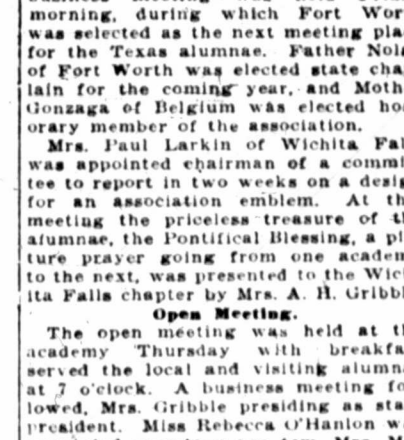 morning, during which Fort Wor
was selected as the next meeting pla
for the Texas alumnae. Father Nola
of Fort Worth was elected state cha
lain for the coming year, and Moth
Gonzaga of Belgium was elected ho
orary member of the association.
Mrs. Paul Larkin of Wichita Fal
was appointed chairman of a commi
tee to report in two weeks on a desig
for an association emblem. At th
meeting the priceless treasure of th
alumnae, the Pontifical Blessing, a pi
ture prayer going from one academ
to the next, was presented to the Wic
ita Falls chapter by Mrs. A. H. Gribbl
Open Meeting.
The open meeting was held at th
academy Thursday with breakfa
served the local and visiting alumn
at 7 o'clock. A business meeting fo
lowed, Mrs. Gribble presiding as sta
president. Miss Rebecca O'Hanlon w